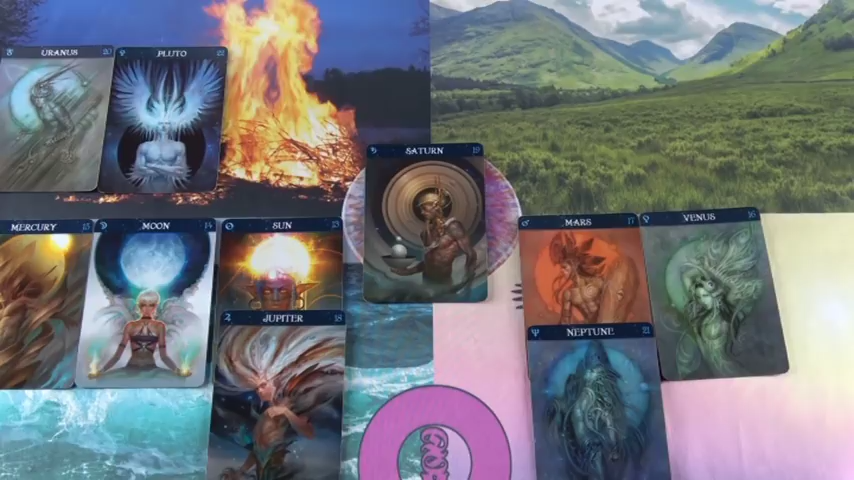 URANUS 20
PLUTO 22
SATURN 19
MERCURY 15
MOON 14
SUN 13
JUPITER 18
MARS 17
VENUS 16
NEPTUNE 21